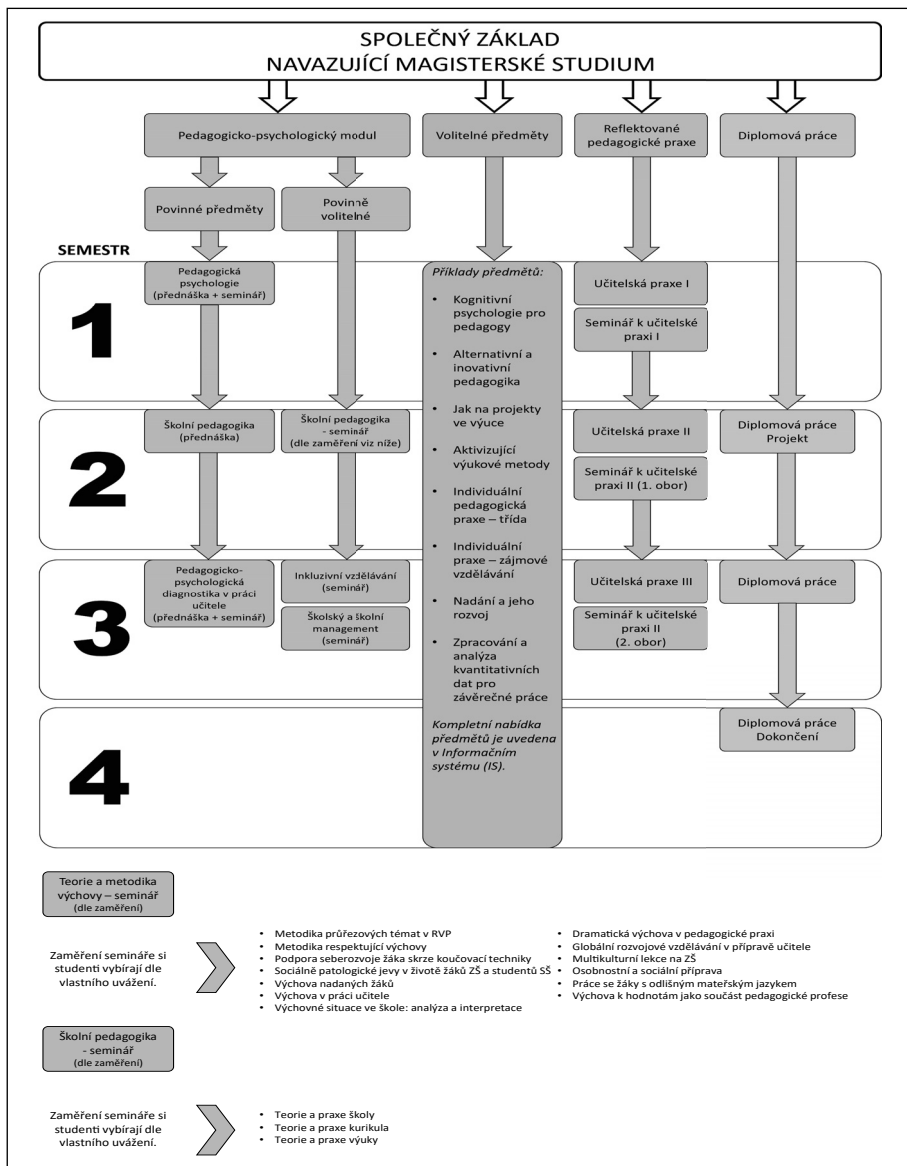 SPOLEČNÝ ZÁKLAD
NAVAZUJÍCÍ MAGISTERSKÉ STUDIUM
Pedagogicko-psychologický modul
Volitelné předměty
Reflektované
pedagogické praxe
Diplomová práce
Povinné předměty
Povinně
volitelné
SEMESTR
1
Pedagogická
psychologie
(přednáška + seminář)
Příklady předmětů:
• Kognitivní
psychologie pro
pedagogy
• Alternativní a
inovativní
pedagogika
• Jak na projekty
ve výuce
• Aktivizující
výukové metody
• Individuální
pedagogická
praxe – třída
• Individuální
praxe – zájmové
vzdělávání
• Nadání a jeho
rozvoj
• Zpracování a
analýza
kvantitativních
dat pro
závěrečné práce
Kompletní nabídka
předmětů je uvedena
v Informačním
systému (IS).
Učitelská praxe I
Seminář k učitelské
praxi I
2
Školní pedagogika
(přednáška)
Školní pedagogika
- seminář
(dle zaměření viz níže)
Učitelská praxe II
Seminář k učitelské
praxi II (1. obor)
Diplomová práce
Projekt
3
Pedagogicko-
psychologická
diagnostika v práci
učitele
(přednáška + seminář)
Inkluzivní vzdělávání
(seminář)
Školský a školní
management
(seminář)
Učitelská praxe III
Seminář k učitelské
praxi II
(2. obor)
Diplomová práce
4
Diplomová práce
Dokončení
Teorie a metodika
výchovy – seminář
(dle zaměření)
Zaměření semináře si
studenti vybírají dle
vlastního uvážení.
• Metodika průřezových témat v RVP
• Metodika respektující výchovy
• Podpora seberozvoje žáka skrze koučovací techniky
• Sociálně patologické jevy v životě žáků ZŠ a studentů SŠ
• Výchova nadaných žáků
• Výchova v práci učitele
• Výchovné situace ve škole: analýza a interpretace
• Dramatická výchova v pedagogické praxi
• Globální rozvojové vzdělávání v přípravě učitele
• Multikulturní lekce na ZŠ
• Osobnostní a sociální příprava
• Práce se žáky s odlišným mateřským jazykem
• Výchova k hodnotám jako součást pedagogické profese
Školní pedagogika
- seminář
(dle zaměření)
Zaměření semináře si
studenti vybírají dle
vlastního uvážení.
• Teorie a praxe školy
• Teorie a praxe kurikula
• Teorie a praxe výuky